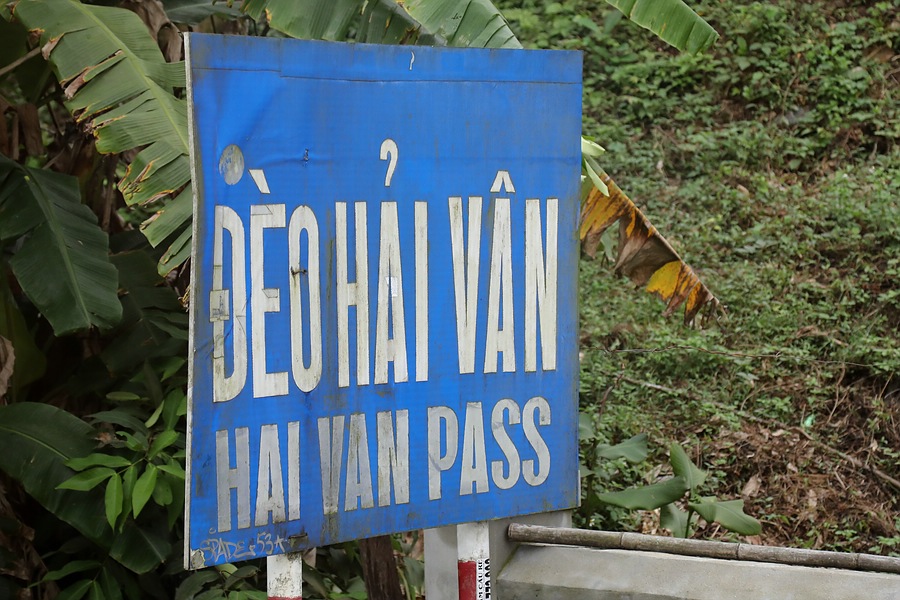 ĐÈO HẢI VÂN
HAI VAN PASS